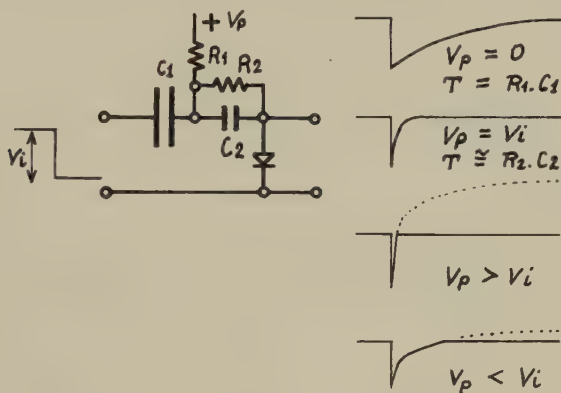 + Vp
R1
R2
C1
C2
Vi
Vp = 0
T = R1.C1
Vp = Vi
T ≅ R2.C2
Vp > Vi
Vp < Vi